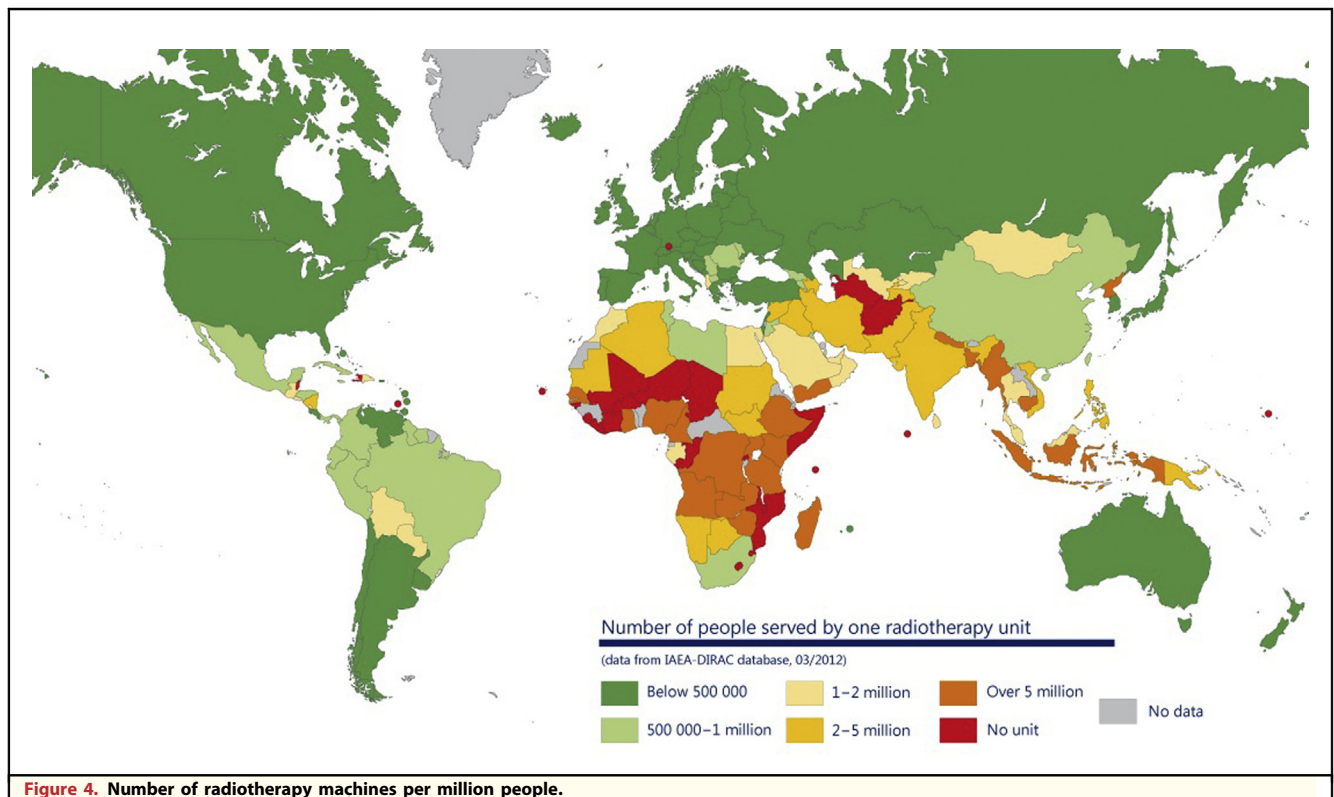 Number of people served by one radiotherapy unit
(data from IAEA-DIRAC database, 03/2012)
Below 500 000
1–2 million
Over 5 million
No data
500 000–1 million
2–5 million
No unit
Figure 4. Number of radiotherapy machines per million people.